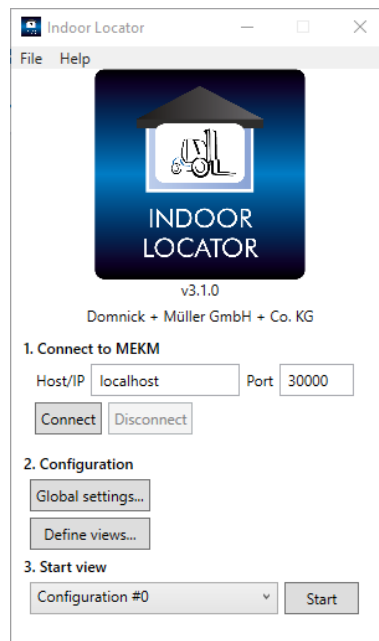 Indoor Locator
File Help
INDOOR
LOCATOR
v3.1.0
Domnick + Müller GmbH + Co. KG
1. Connect to MEKM
Host/IP localhost Port 30000
Connect Disconnect
2. Configuration
Global settings...
Define views...
3. Start view
Configuration #0 Start